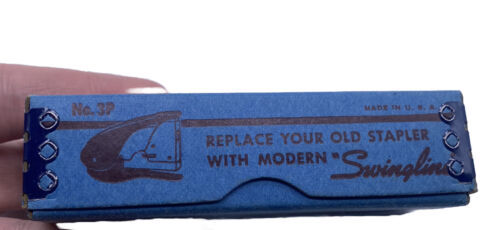 No. 3P
MADE IN U. S. A.
REPLACE YOUR OLD STAPLER
WITH MODERN "Swingline